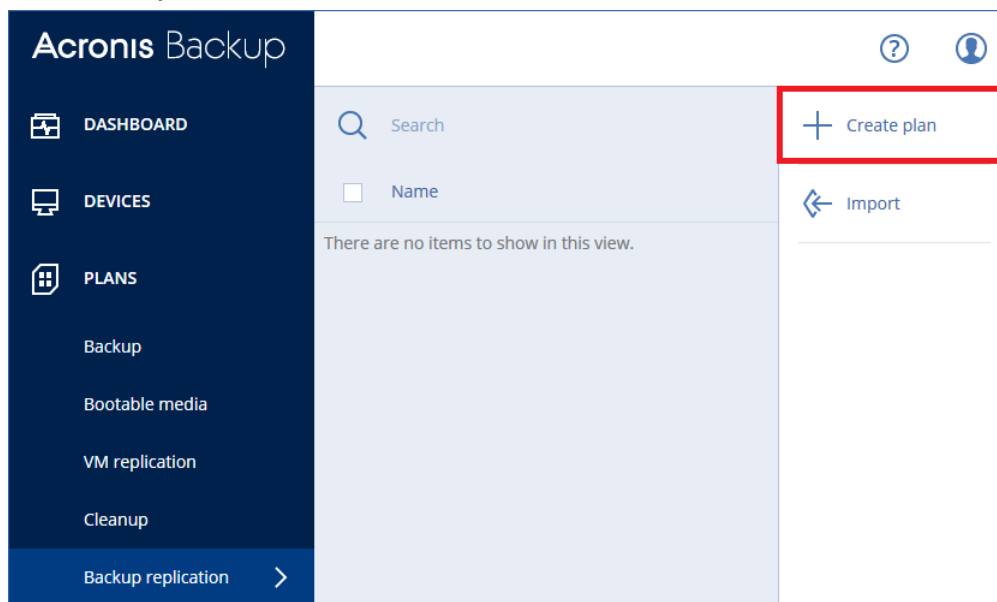 Acronis Backup
DASHBOARD
DEVICES
PLANS
Backup
Bootable media
VM replication
Cleanup
Backup replication
Search
Name
There are no items to show in this view.
?
Create plan
Import